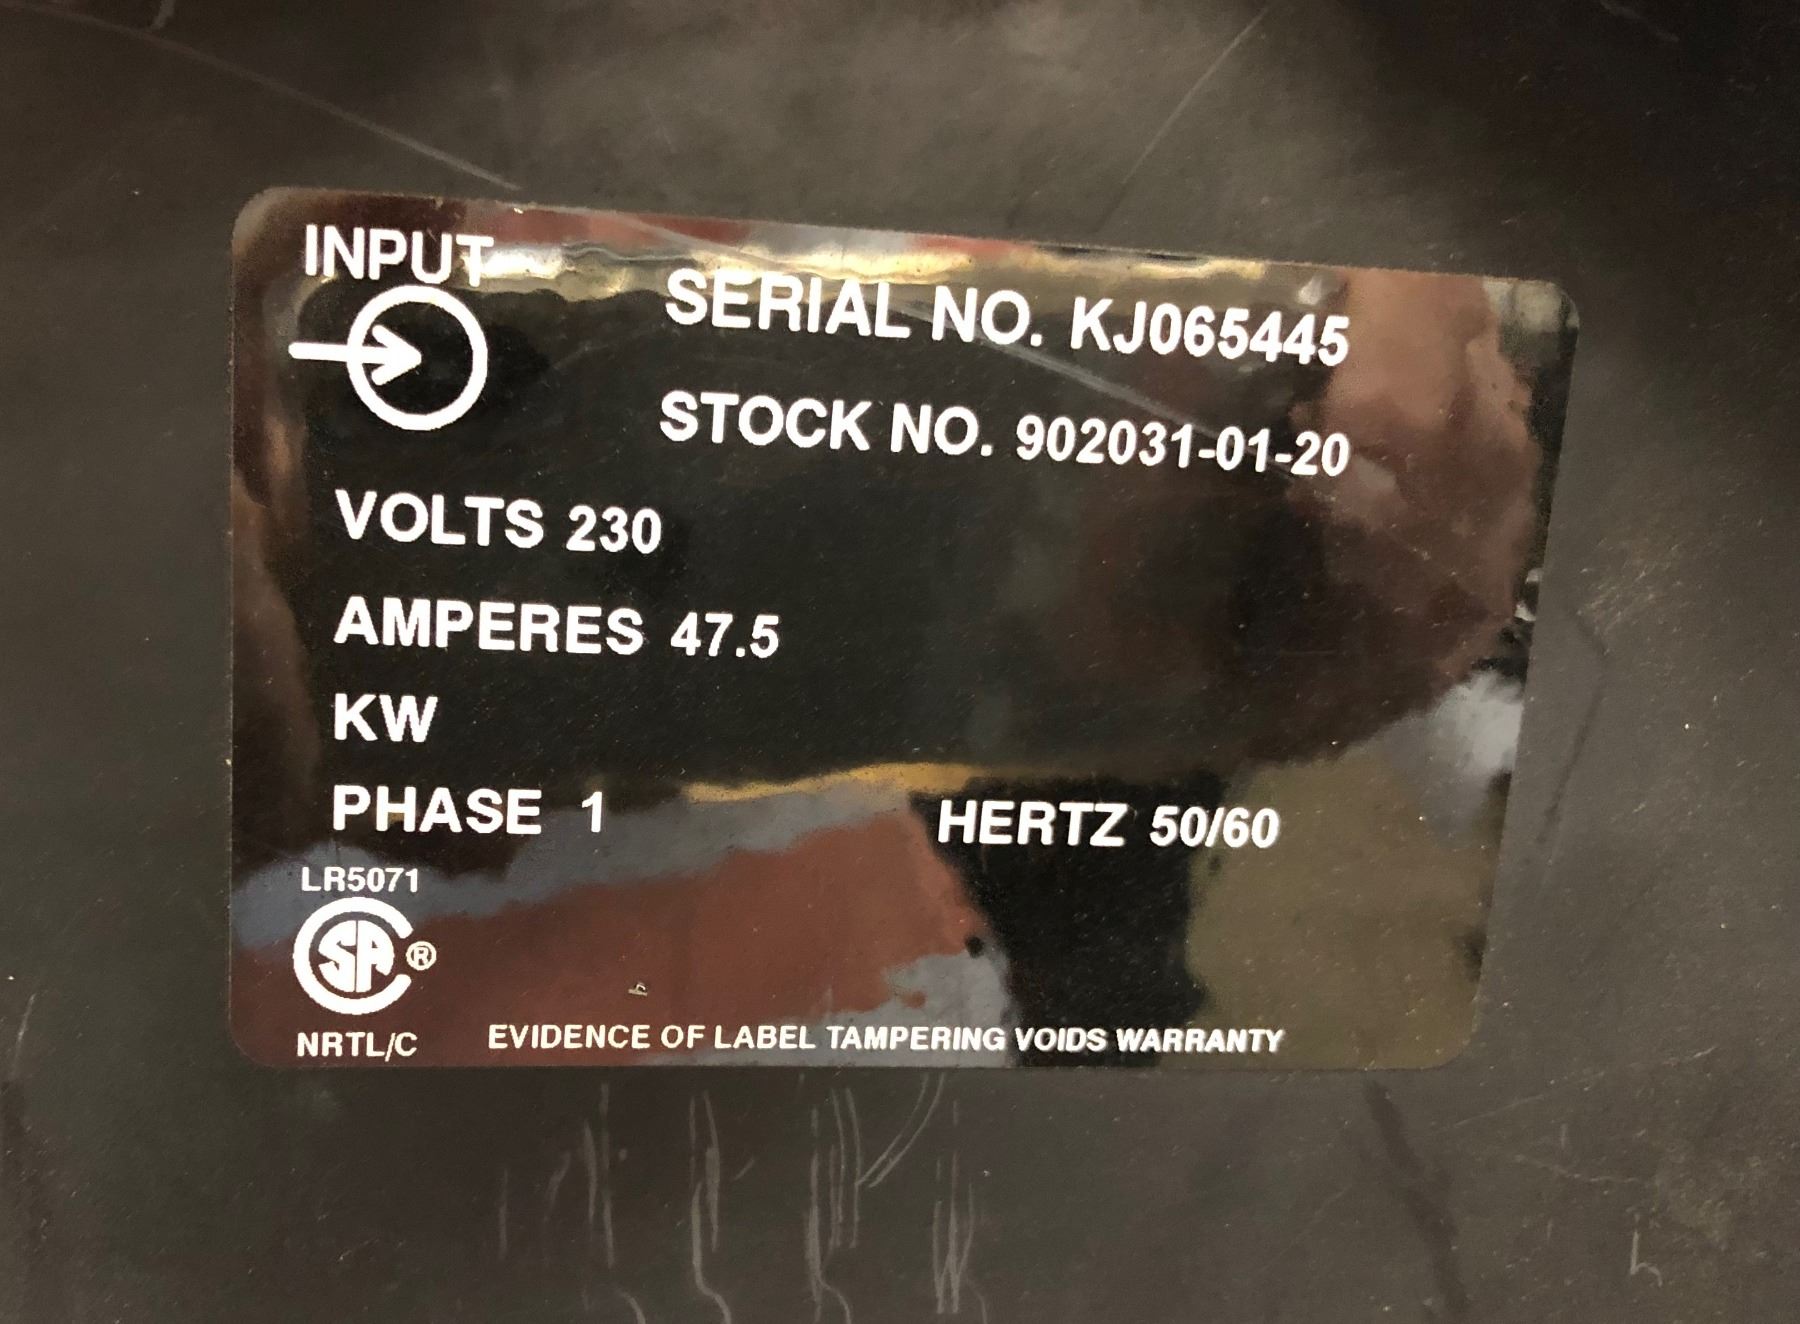 INPUT
SERIAL NO. KJ065445
STOCK NO. 902031-01-20
VOLTS 230
AMPERES 47.5
KW
PHASE 1 HERTZ 50/60
LR5071
SA ®
NRTL/C
EVIDENCE OF LABEL TAMPERING VOIDS WARRANTY